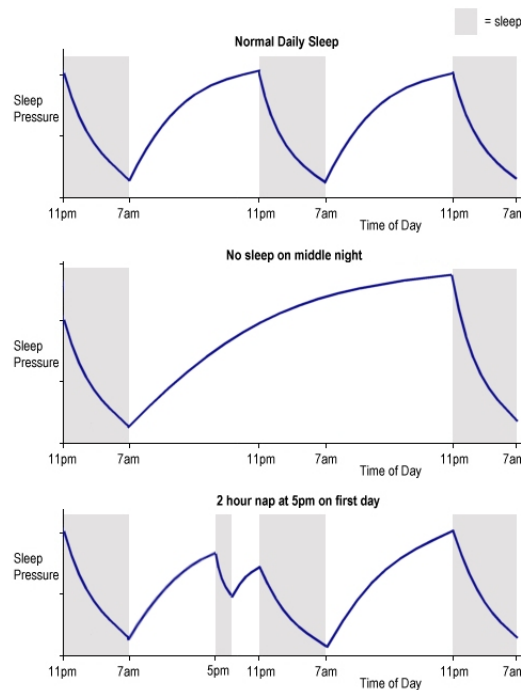 = sleep
Normal Daily Sleep
Sleep
Pressure
11pm 7am 11pm 7am 11pm 7am
Time of Day
No sleep on middle night
Sleep
Pressure
11pm 7am 11pm 11pm 7am
Time of Day
2 hour nap at 5pm on first day
Sleep
Pressure
11pm 7am 5pm 11pm 7am 11pm 7am
Time of Day